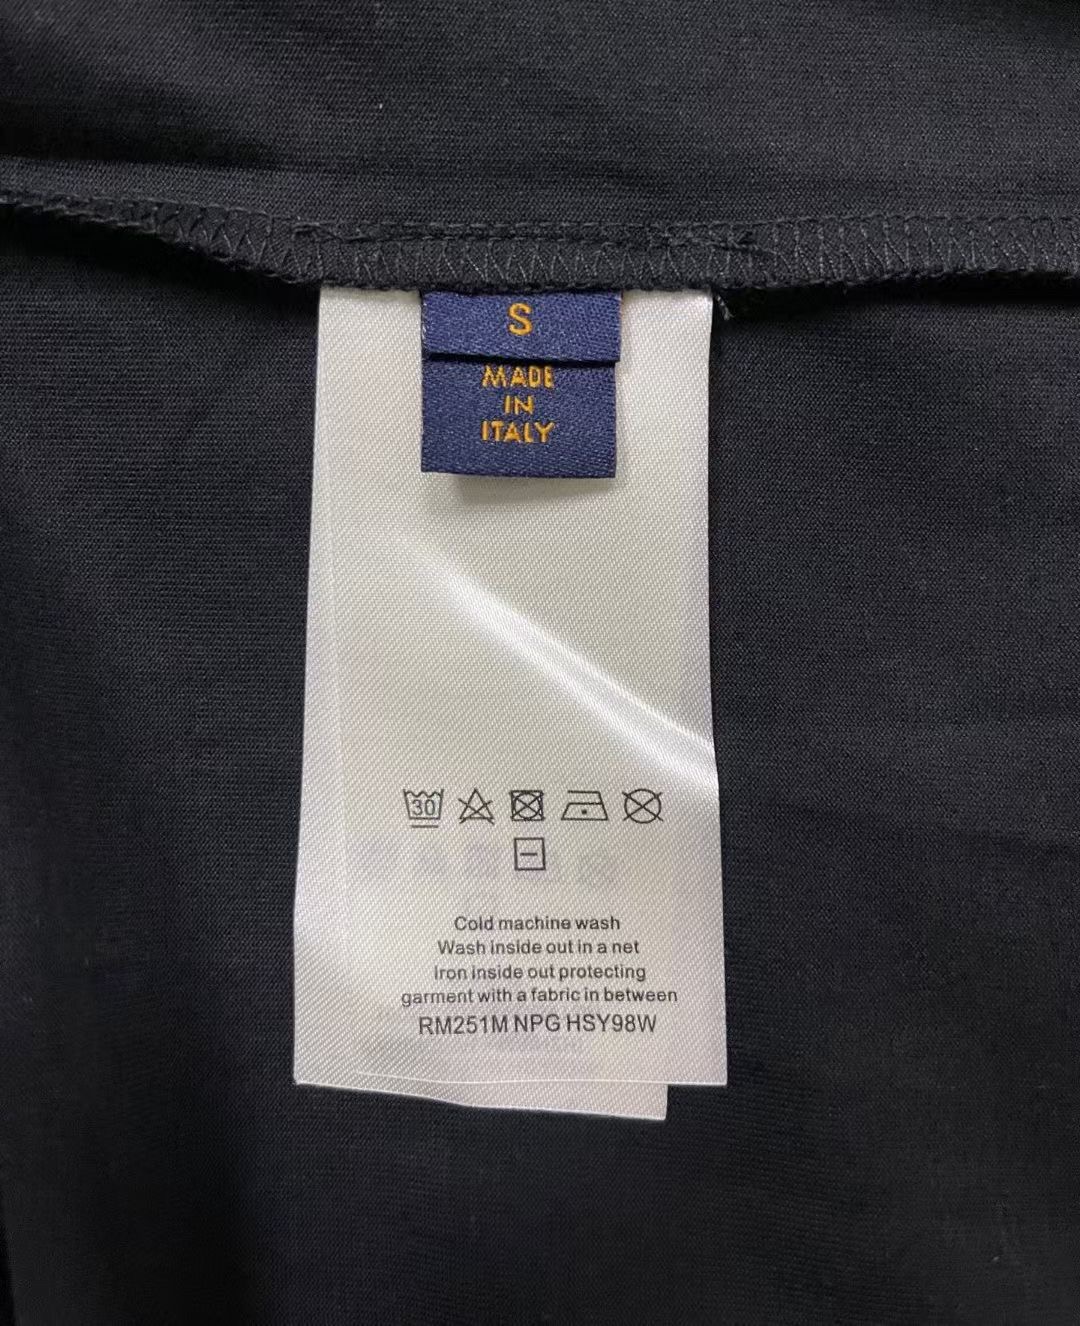 S
MADE
IN
ITALY
30
Cold machine wash
Wash inside out in a net
Iron inside out protecting
garment with a fabric in between
RM251M NPG HSY98W